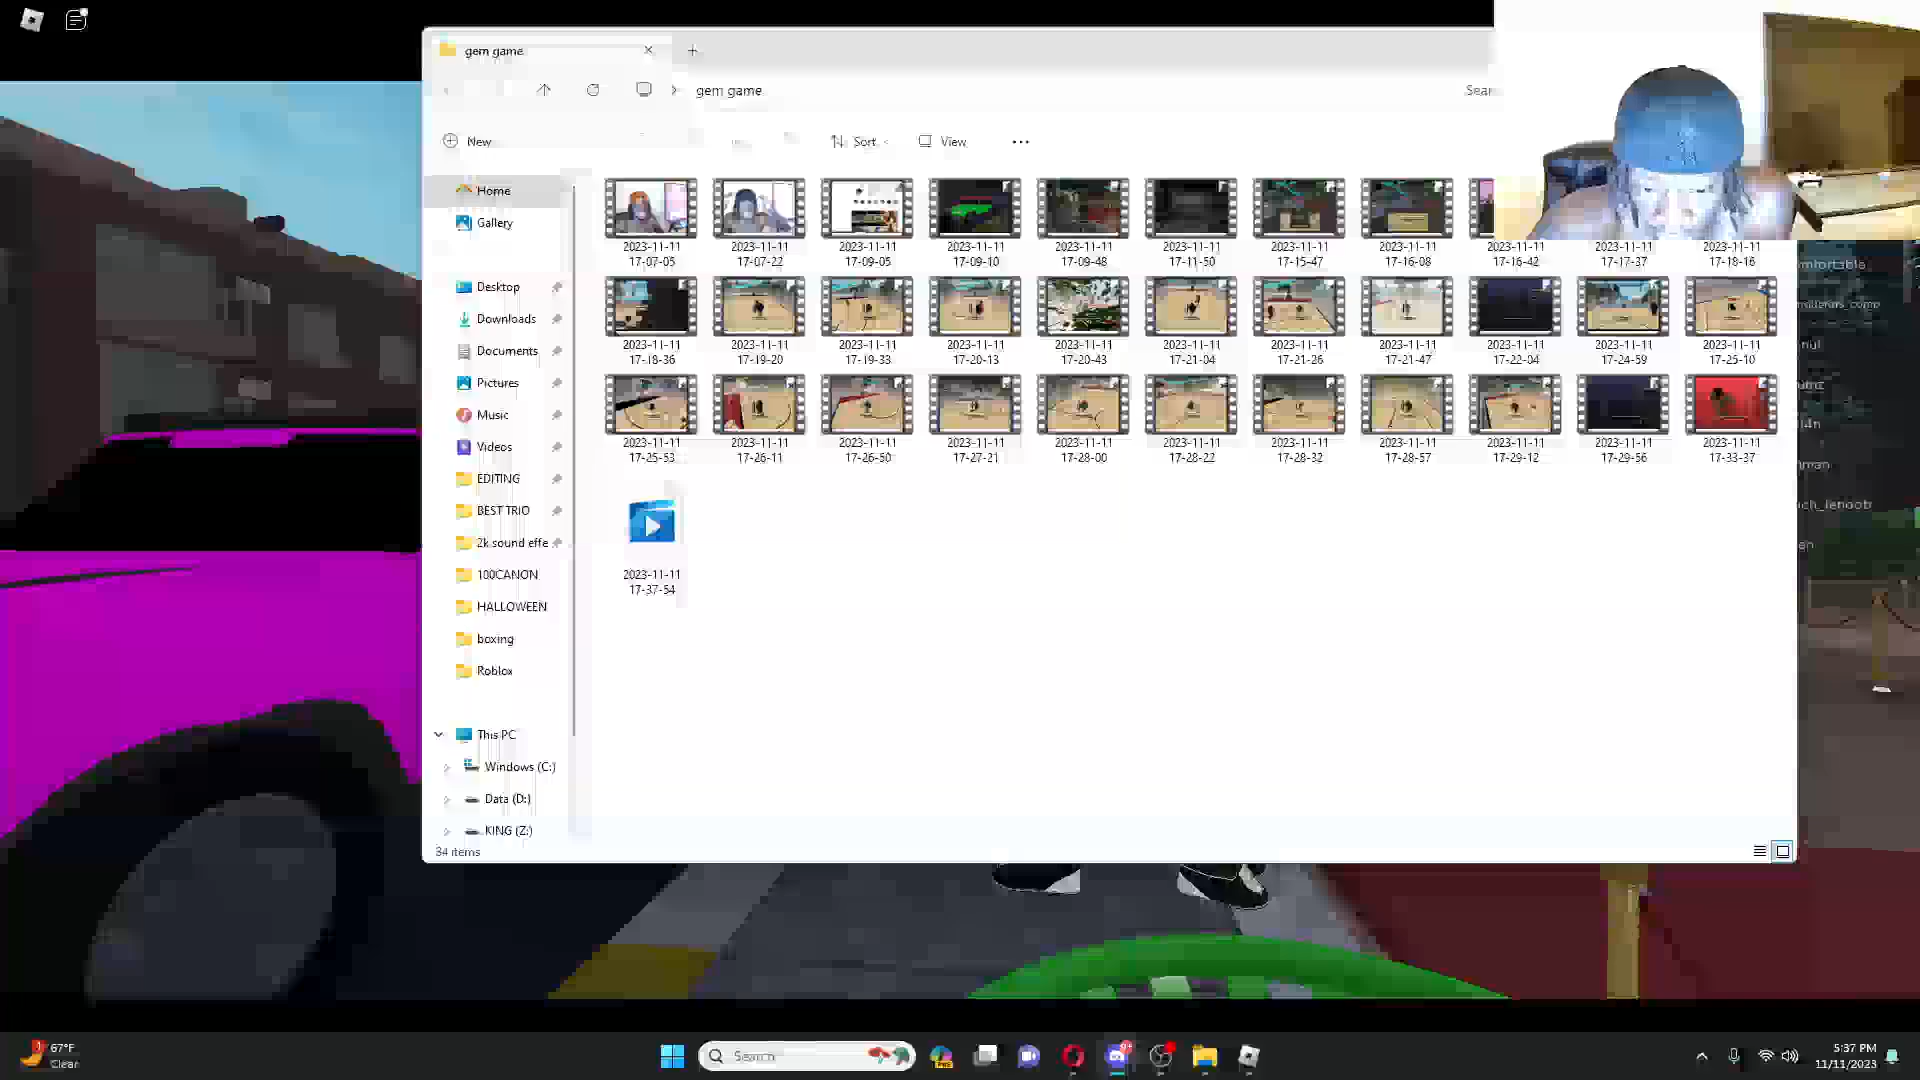 gem game
gem game
Sear
New
Sort
View
Home
Gallery
Desktop
Downloads
Documents
Pictures
Music
Videos
EDITING
BEST TRIO
2k sound effe
100CANON
HALLOWEEN
boxing
Roblox
This PC
Windows (C:)
Data (D:)
KING (Z:)
34 items
2023-11-11 2023-11-11 2023-11-11 2023-11-11 2023-11-11 2023-11-11 2023-11-11 2023-11-11 2023-11-11 2023-11-11 2023-11-11
17-07-05 17-07-22 17-09-05 17-09-10 17-09-48 17-11-50 17-15-47 17-16-08 17-16-42 17-17-37 17-18-16
2023-11-11 2023-11-11 2023-11-11 2023-11-11 2023-11-11 2023-11-11 2023-11-11 2023-11-11 2023-11-11 2023-11-11 2023-11-11
17-18-36 17-19-20 17-19-33 17-20-13 17-20-43 17-21-04 17-21-26 17-21-47 17-22-04 17-24-59 17-25-10
2023-11-11 2023-11-11 2023-11-11 2023-11-11 2023-11-11 2023-11-11 2023-11-11 2023-11-11 2023-11-11 2023-11-11 2023-11-11
17-25-53 17-26-11 17-26-50 17-27-21 17-28-00 17-28-22 17-28-32 17-28-57 17-29-12 17-29-56 17-33-37
2023-11-11
17-37-54
67°F
Clear
Search
5:37 PM
11/11/2023